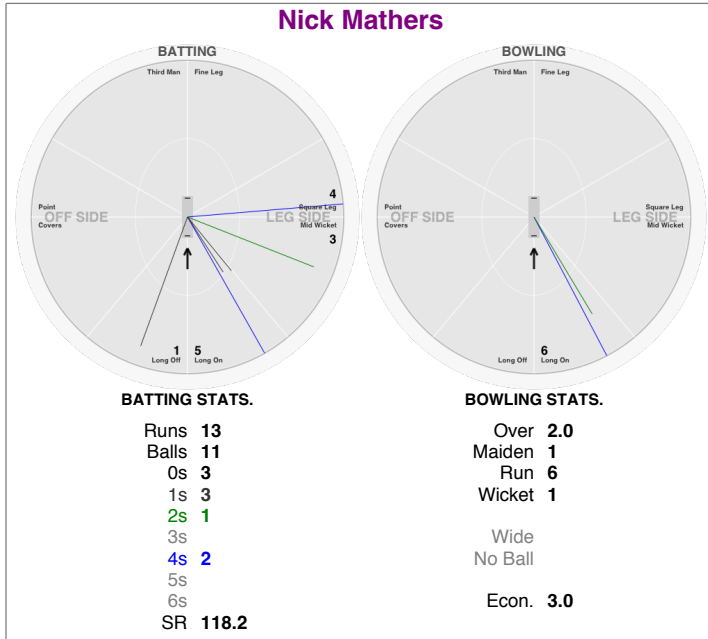 Nick Mathers
BATTING
Third Man Fine Leg
4
Point Square Leg
OFF SIDE LEG SIDE
Covers Mid Wicket
3
1 5
Long Off Long On
BOWLING
Third Man Fine Leg
Point Square Leg
OFF SIDE LEG SIDE
Covers Mid Wicket
6
Long Off Long On
BATTING STATS.
Runs 13
Balls 11
0s 3
1s 3
2s 1
3s
4s 2
5s
6s
SR 118.2
BOWLING STATS.
Over 2.0
Maiden 1
Run 6
Wicket 1
Wide
No Ball
Econ. 3.0